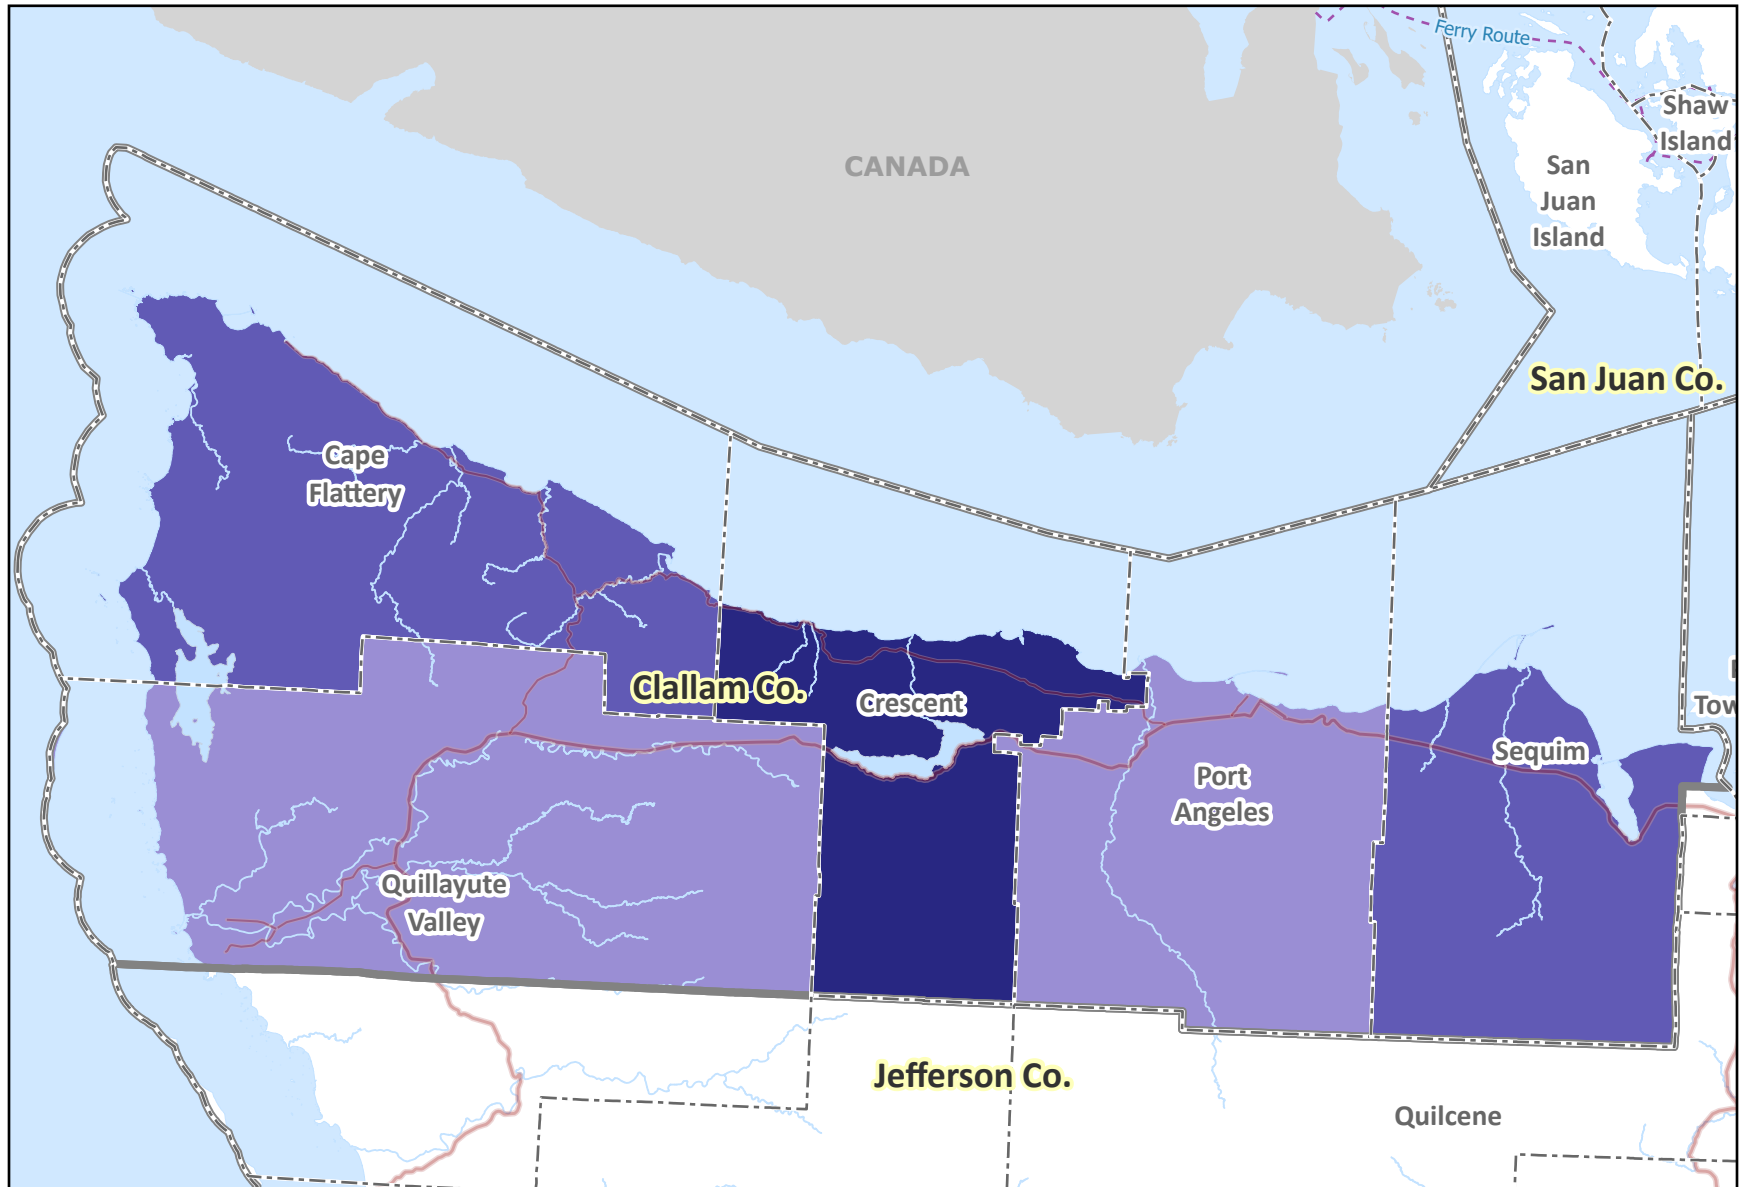 Ferry Route
Shaw
Island
CANADA
San
Juan
Island
San Juan Co.
Cape
Flattery
Clallam Co.
Crescent
Sequim
Port
Angeles
Quillayute
Valley
Jefferson Co.
Quilcene